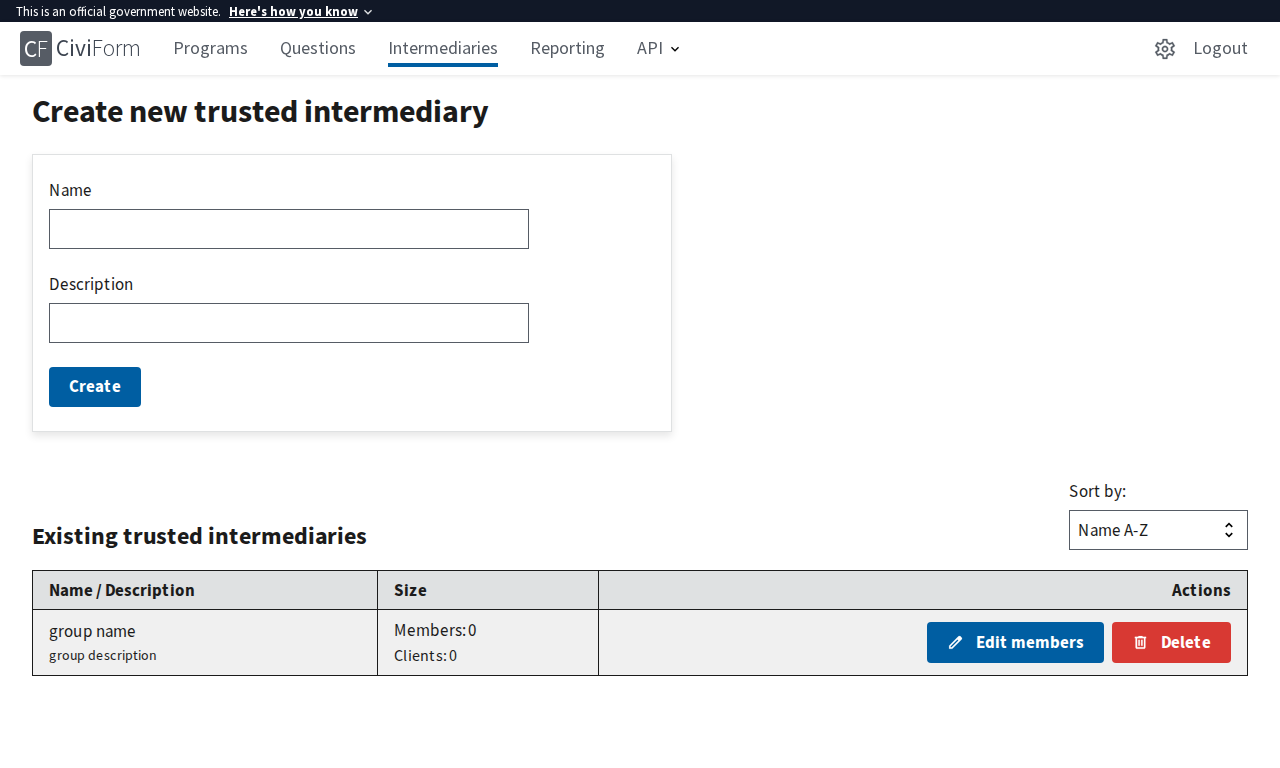 This is an official government website. Here's how you know
CF CiviForm Programs Questions Intermediaries Reporting API Logout
Create new trusted intermediary
Name
Description
Create
Sort by:
Existing trusted intermediaries
Name A-Z
Name / Description Size Actions
group name Members: 0
group description Clients: 0
Edit members Delete